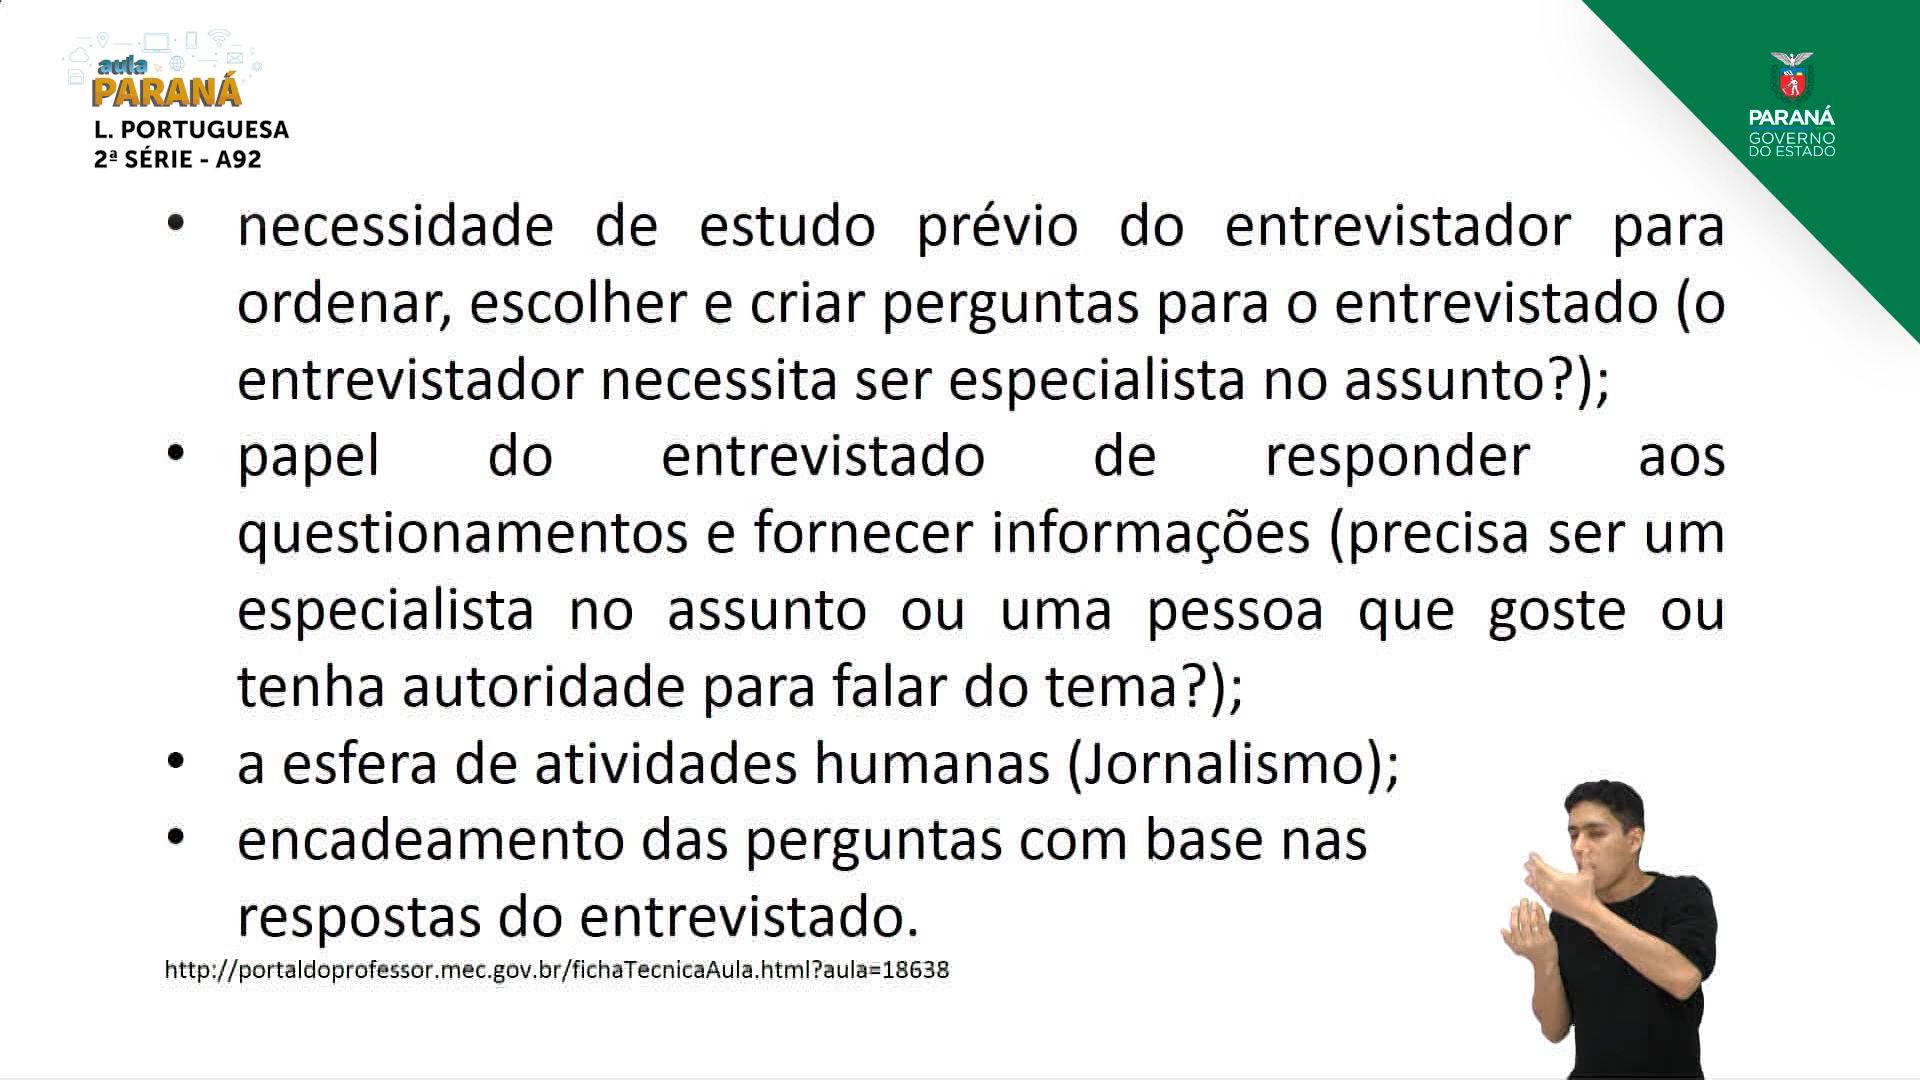 aula
PARANÁ
L. PORTUGUESA
2ª SÉRIE - A92
PARANÁ
GOVERNO
DO ESTADO
• necessidade de estudo prévio do entrevistador para
ordenar, escolher e criar perguntas para o entrevistado (o
entrevistador necessita ser especialista no assunto?);
• papel do entrevistado de responder aos
questionamentos e fornecer informações (precisa ser um
especialista no assunto ou uma pessoa que goste ou
tenha autoridade para falar do tema?);
• a esfera de atividades humanas (Jornalismo);
• encadeamento das perguntas com base nas
respostas do entrevistado.
http://portaldoprofessor.mec.gov.br/fichaTecnicaAula.html?aula=18638